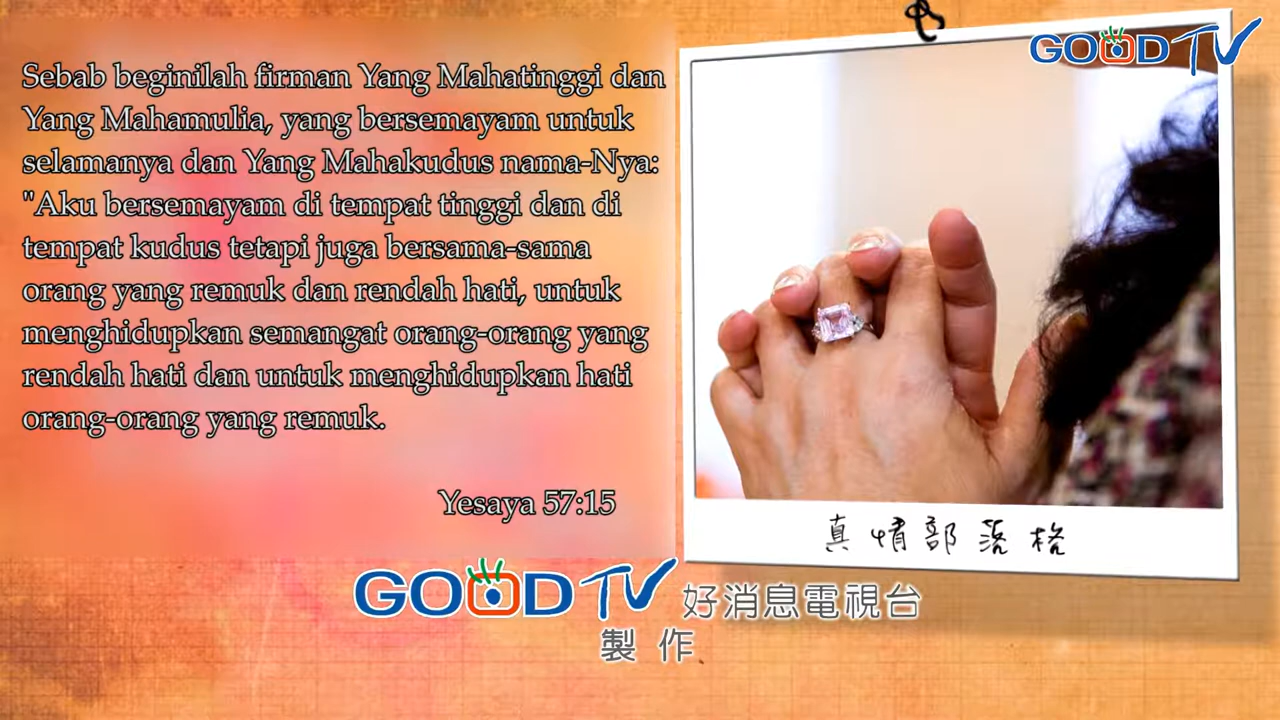 Sebab beginilah firman Yang Mahatinggi dan
Yang Mahamulia, yang bersemayam untuk
selamanya dan Yang Mahakudus nama-Nya:
"Aku bersemayam di tempat tinggi dan di
tempat kudus tetapi juga bersama-sama
orang yang remuk dan rendah hati, untuk
menghidupkan semangat orang-orang yang
rendah hati dan untuk menghidupkan hati
orang-orang yang remuk.
Yesaya 57:15
GOOD TV
真情部落格
GOOD TV 好消息電視台
製 作